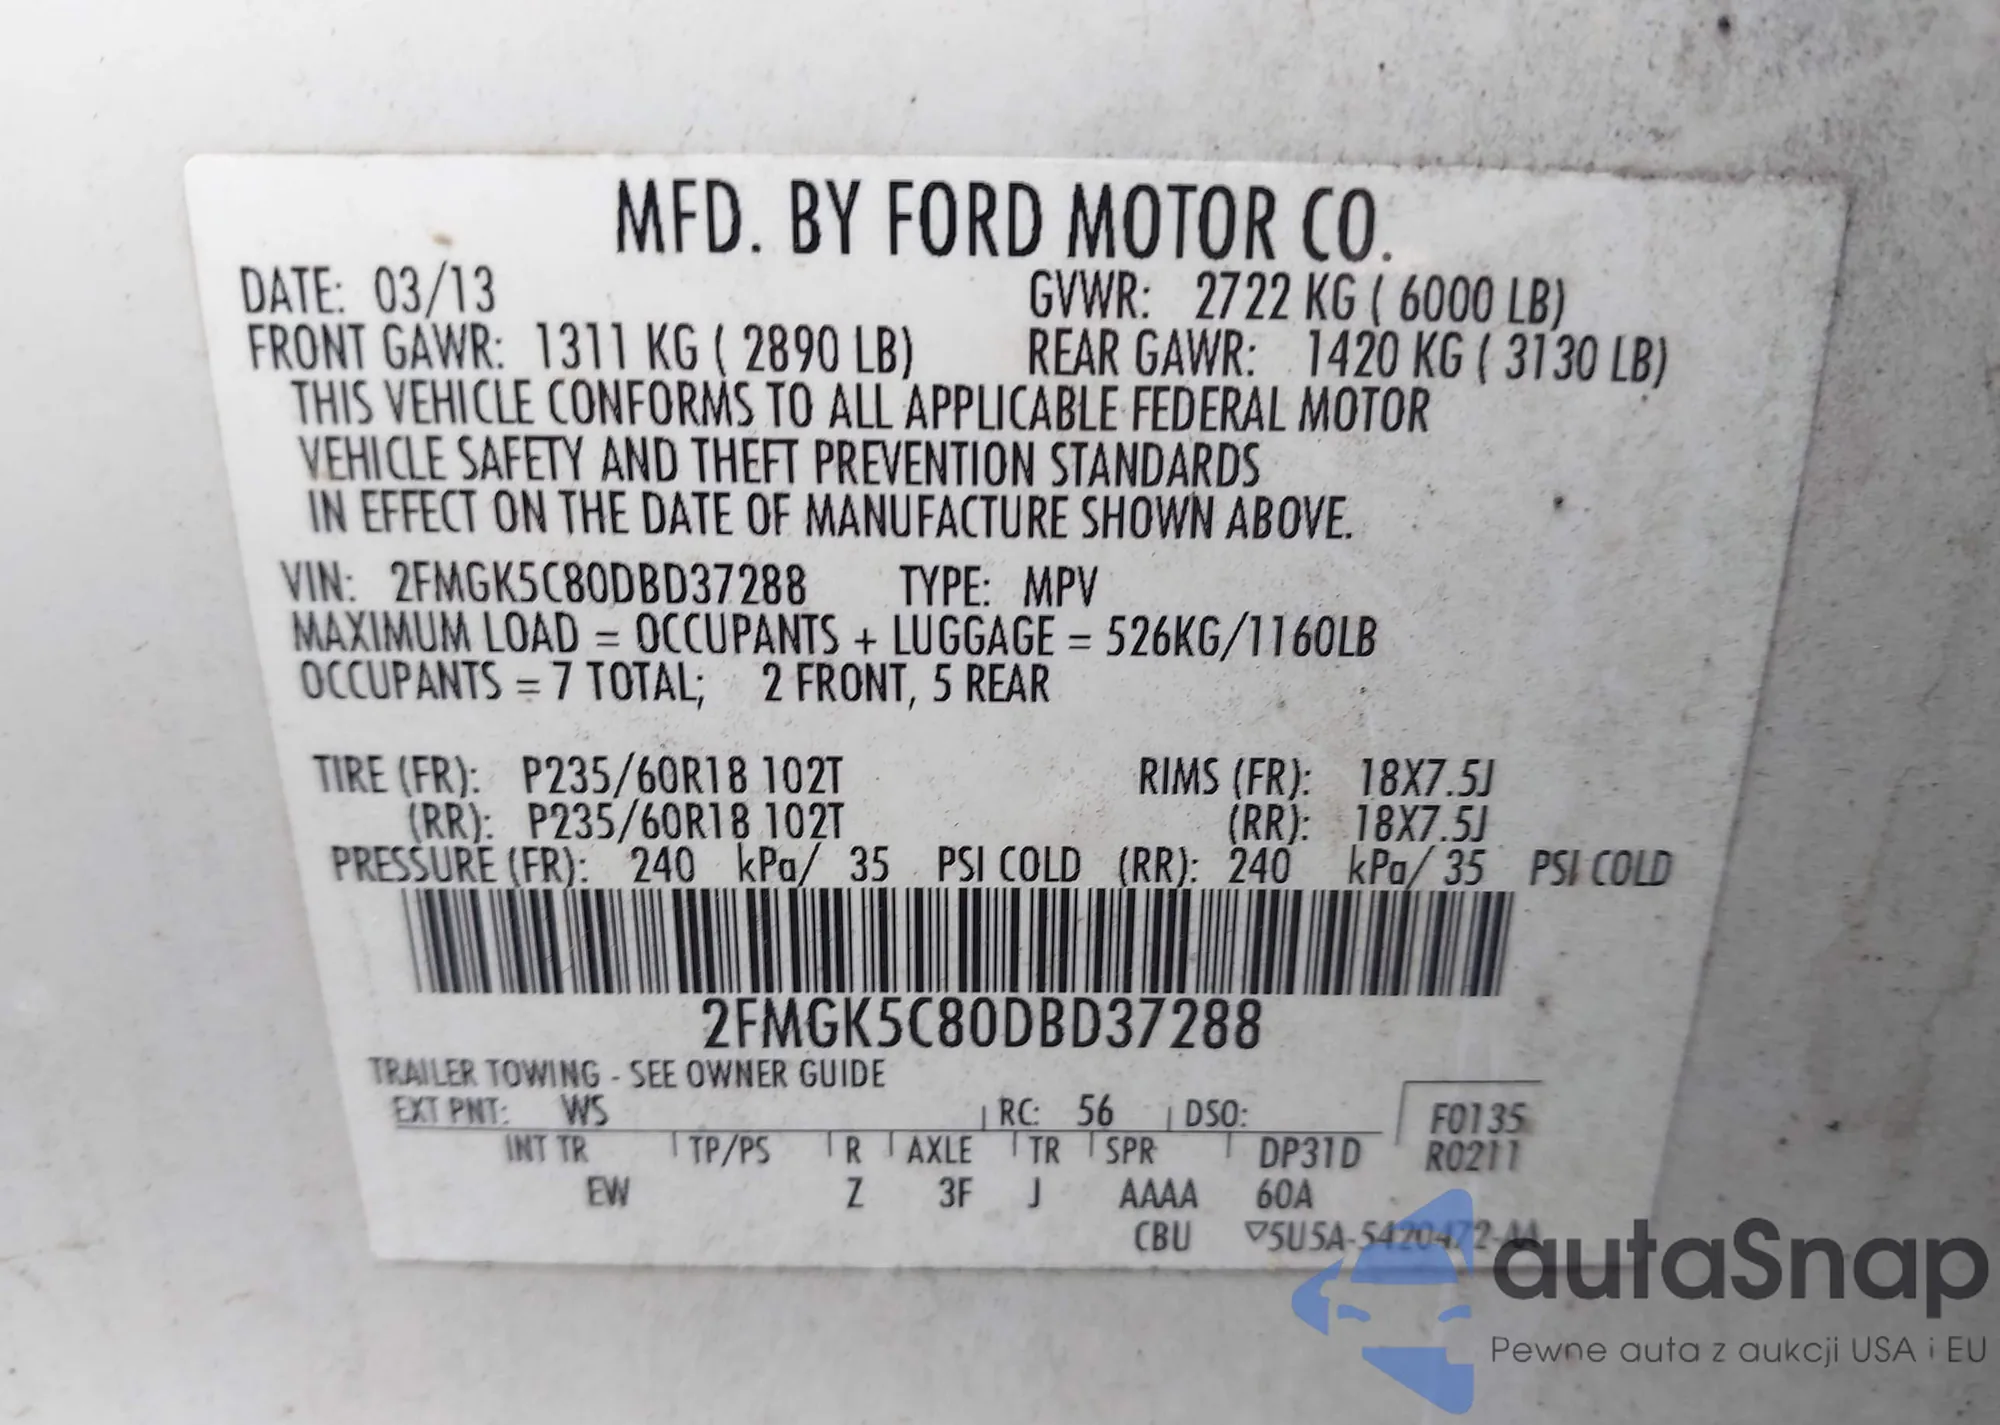 MFD. BY FORD MOTOR CO.
DATE: 03/13 GVWR: 2722 KG ( 6000 LB)
FRONT GAWR: 1311 KG ( 2890 LB) REAR GAWR: 1420 KG ( 3130 LB)
THIS VEHICLE CONFORMS TO ALL APPLICABLE FEDERAL MOTOR
VEHICLE SAFETY AND THEFT PREVENTION STANDARDS
IN EFFECT ON THE DATE OF MANUFACTURE SHOWN ABOVE.
VIN: 2FMGK5C80DBD37288 TYPE: MPV
MAXIMUM LOAD = OCCUPANTS + LUGGAGE = 526KG/1160LB
OCCUPANTS = 7 TOTAL; 2 FRONT, 5 REAR
TIRE (FR): P235/60R18 102T RIMS (FR): 18X7.5J
(RR): P235/60R18 102T (RR): 18X7.5J
PRESSURE (FR): 240 kPa/ 35 PSI COLD (RR): 240 kPa/ 35 PSI COLD
2FMGK5C80DBD37288
TRAILER TOWING - SEE OWNER GUIDE
EXT PNT: WS RC: 56 DSO: F0135
INT TR TP/PS R AXLE TR SPR DP31D R0211
EW Z 3F J AAAA 60A
CBU ▽5U5A-5420472-AA
autaSnap
Pewne auta z aukcji USA i EU